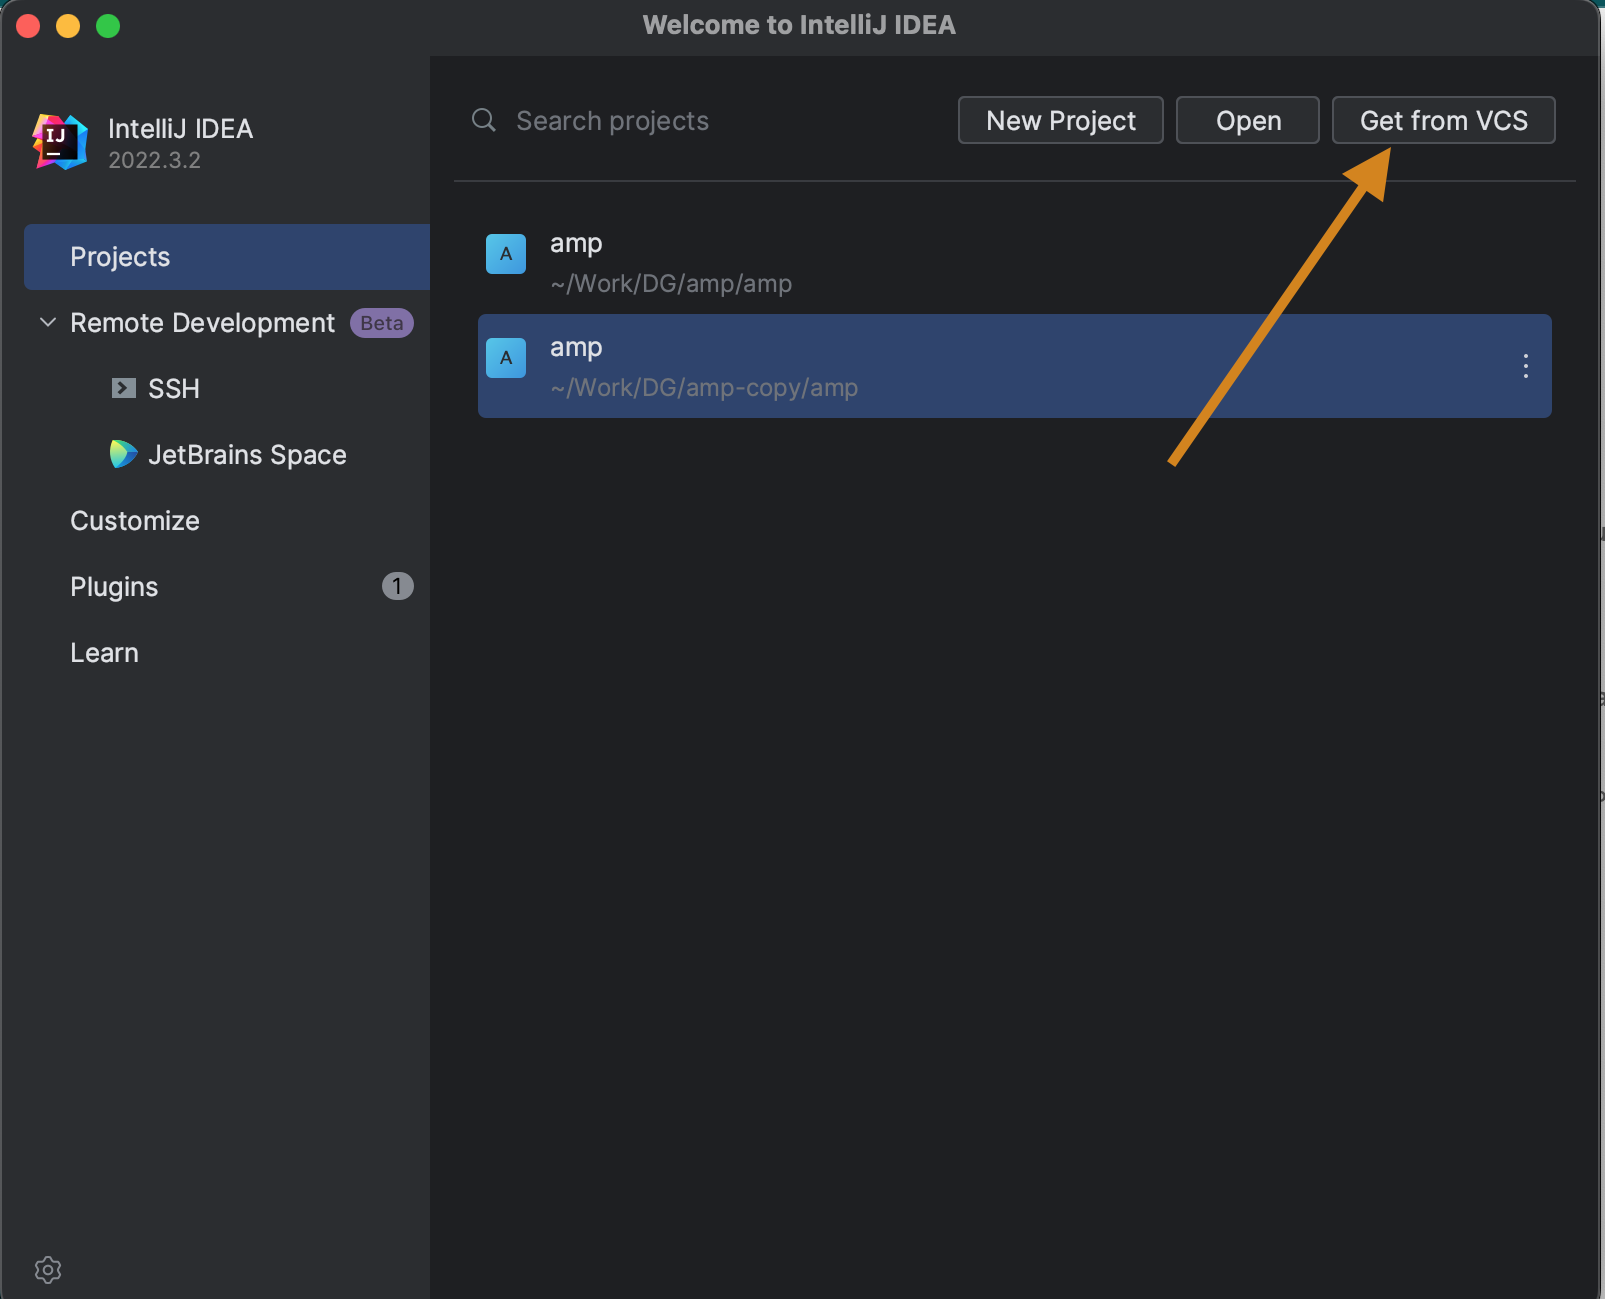 Welcome to IntelliJ IDEA
IJ
IntelliJ IDEA
2022.3.2
Projects
Remote Development Beta
SSH
JetBrains Space
Customize
Plugins 1
Learn
Search projects
New Project
Open
Get from VCS
A
amp
~/Work/DG/amp/amp
A
amp
~/Work/DG/amp-copy/amp